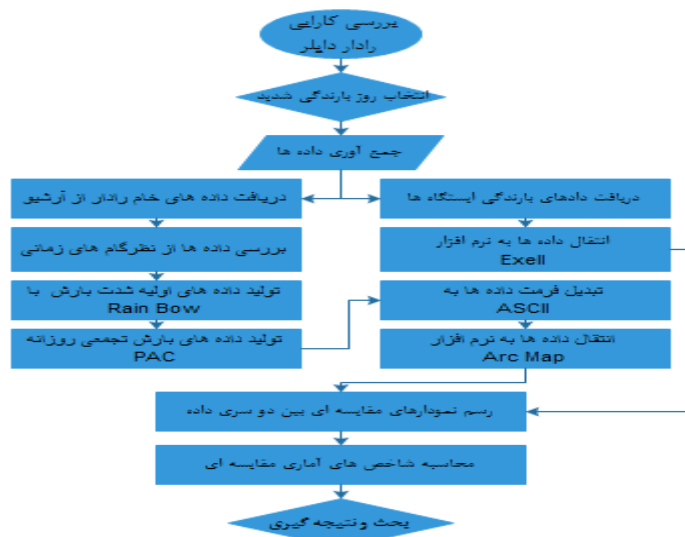 بررسی کارایی
رادار داپلر
انتخاب روز بارندگی شدید
جمع آوری داده ها
دریافت دادهای بارندگی ایستگاه ها
دریافت داده های خام رادار از آرشیو
انتقال داده ها به نرم افزار
Exell
بررسی داده ها از نظرگام های زمانی
تولید داده های اولیه شدت بارش با
Rain Bow
تولید داده های بارش تجمعی روزانه
PAC
تبدیل فرمت داده ها به
ASCII
انتقال داده ها به نرم افزار
Arc Map
رسم نمودارهای مقایسه ای بین دو سری داده
محاسبه شاخص های آماری مقایسه ای
بحث ونتیجه گیری